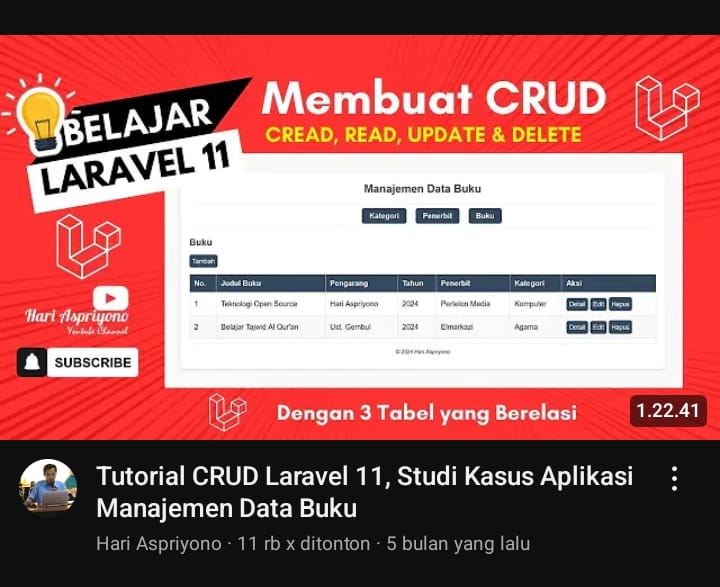 BELAJAR
LARAVEL 11
Membuat CRUD
CREAD, READ, UPDATE & DELETE
Manajemen Data Buku
Kategori Penerbit Buku
Buku
Tambah
No. Judul Buku Pengarang Tahun Penerbit Kategori Aksi
1 Teknologi Open Source Hari Aspriyono 2024 Pertelon Media Komputer Detail Edit Hapus
2 Belajar Tajwid Al Qur'an Ust. Gembul 2024 Elmarkazi Agama Detail Edit Hapus
© 2024 Hari Aspriyono
Hari Aspriyono
Youtube Channel
SUBSCRIBE
Dengan 3 Tabel yang Berelasi
1.22.41
Tutorial CRUD Laravel 11, Studi Kasus Aplikasi
Manajemen Data Buku
Hari Aspriyono · 11 rb x ditonton · 5 bulan yang lalu